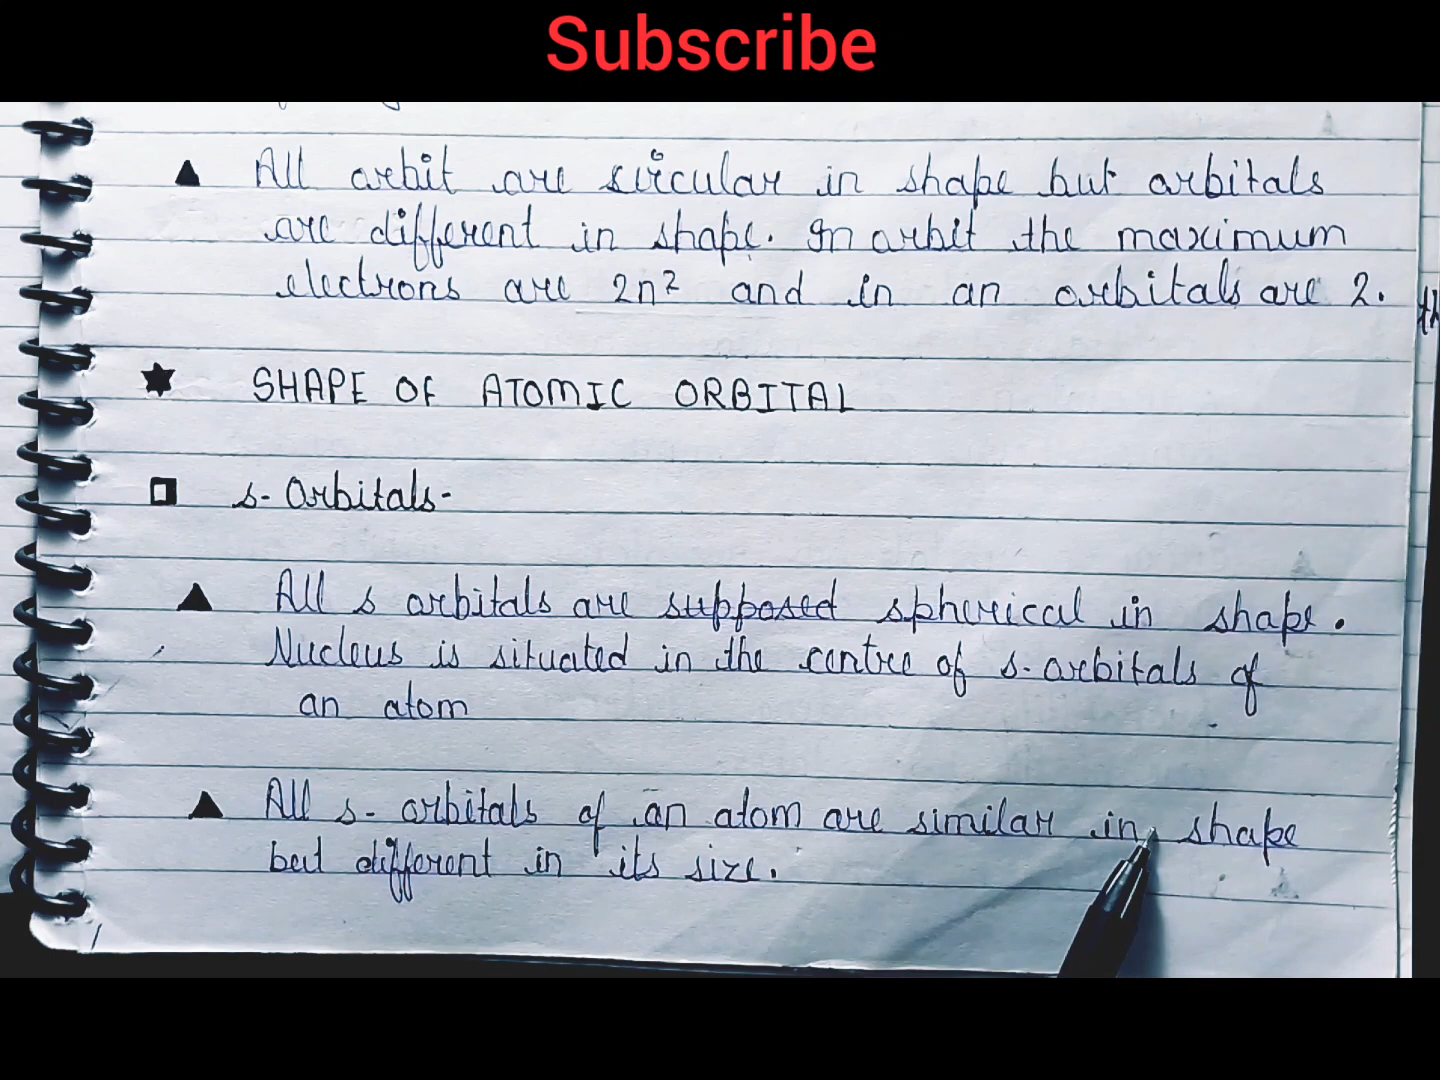 Subscribe
▲ All orbit are circular in shape but orbitals
are different in shape. In orbit the maximum
electrons are 2n² and in an orbitals are 2.
★ SHAPE OF ATOMIC ORBITAL
s-Orbitals-
▲ All s orbitals are supposed spherical in shape.
Nucleus is situated in the centre of s-orbitals of
an atom
▲ All s-orbitals of an atom are similar in shape
but different in its size.